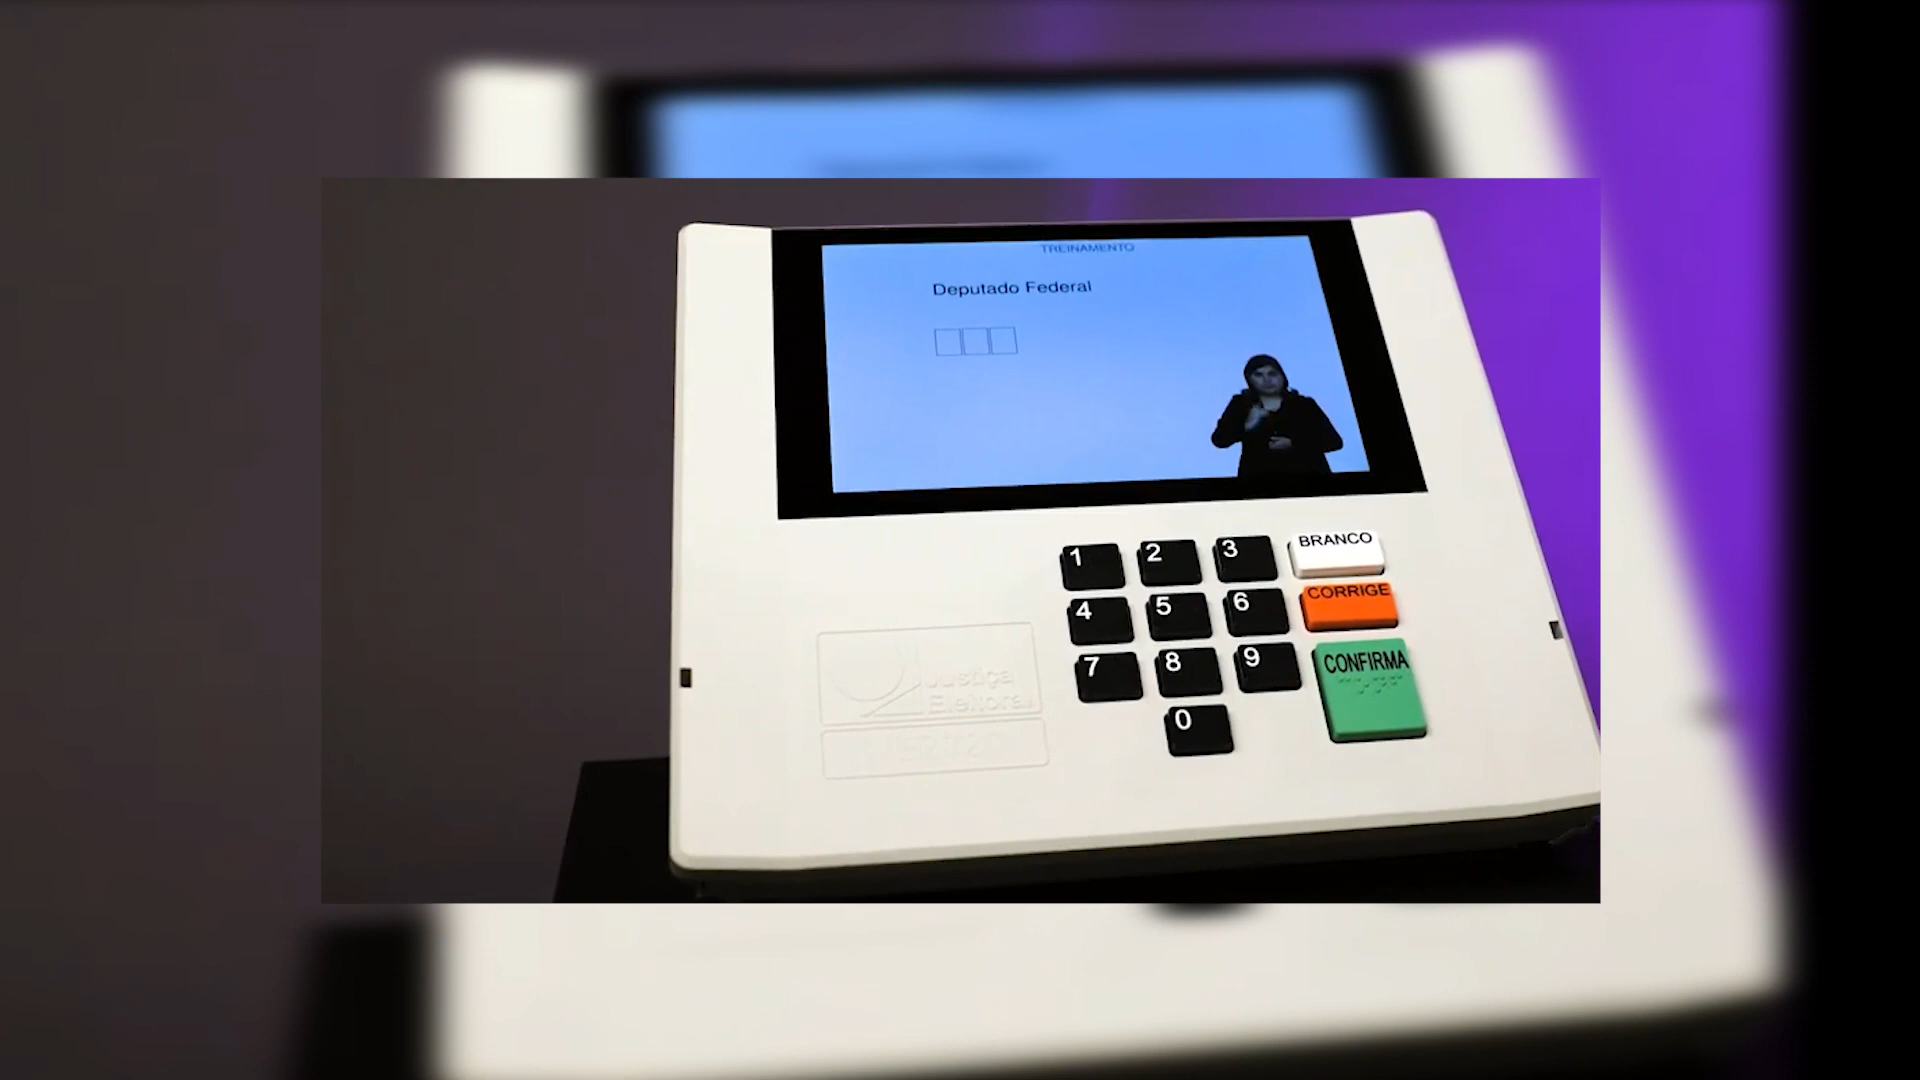 TREINAMENTO
Deputado Federal
1 2 3 BRANCO
4 5 6 CORRIGE
7 8 9 CONFIRMA
0
Justiça
Eleitoral